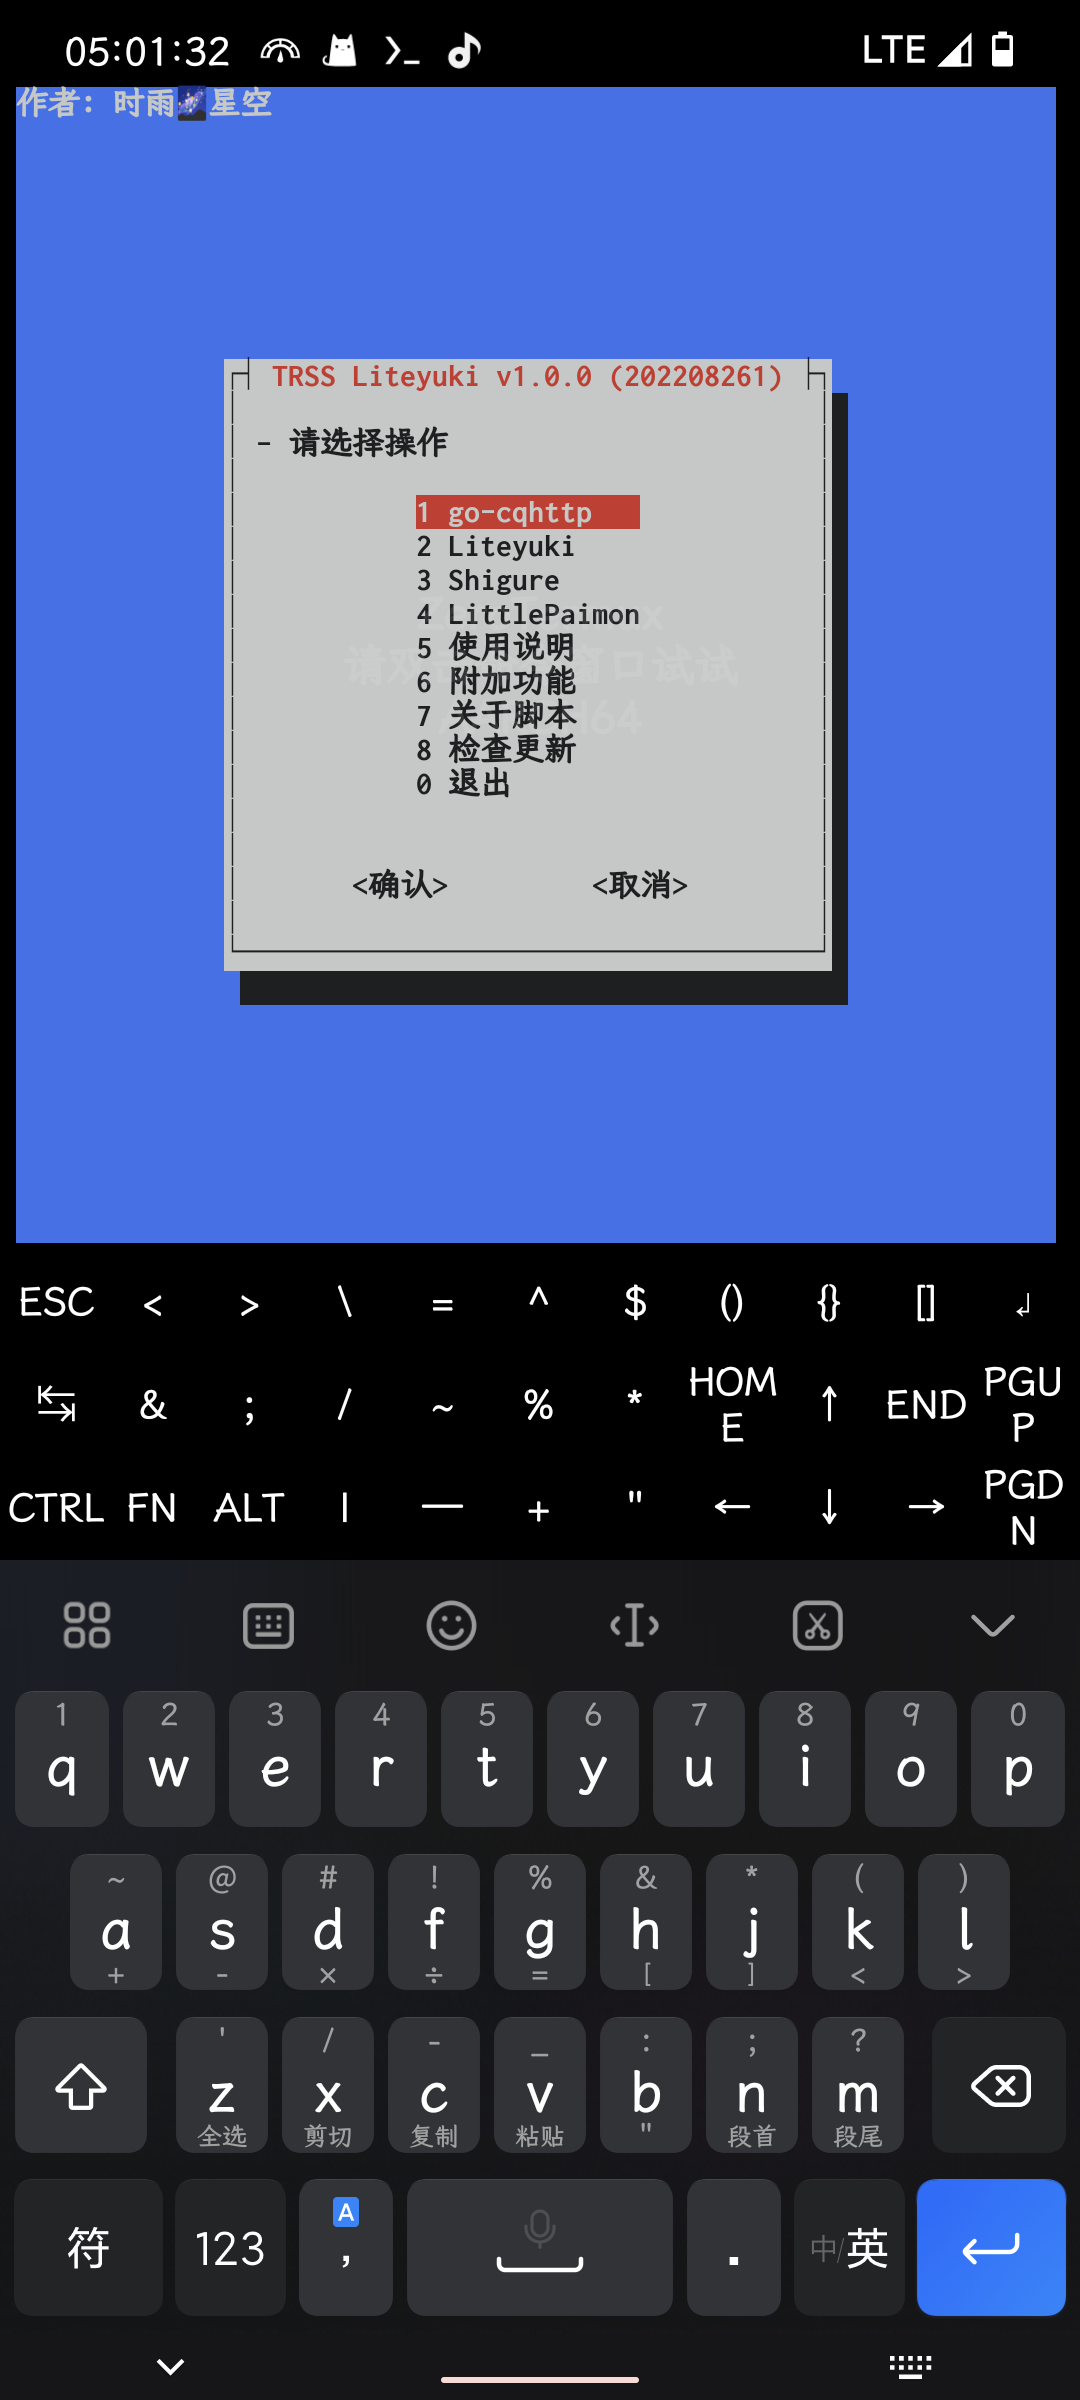 05:01:32 LTE
作者：时雨🌌星空
TRSS Liteyuki v1.0.0 (202208261)
- 请选择操作
1 go-cqhttp
2 Liteyuki
3 Shigure
4 LittlePaimon
5 使用说明
6 附加功能
7 关于脚本
8 检查更新
0 退出
<确认> <取消>
ESC < > \ = ^ $ () {} [] ↲
↹ & ; / ~ % * HOME ↑ END PGUP
CTRL FN ALT | — + " ← ↓ → PGDN
1 2 3 4 5 6 7 8 9 0
q w e r t y u i o p
~ @ # ! % & * ( )
a s d f g h j k l
+ - × ÷ = [ ] < >
' / - _ : ; ?
z x c v b n m
全选 剪切 复制 粘贴 " 段首 段尾
符 123 A , . 中/英